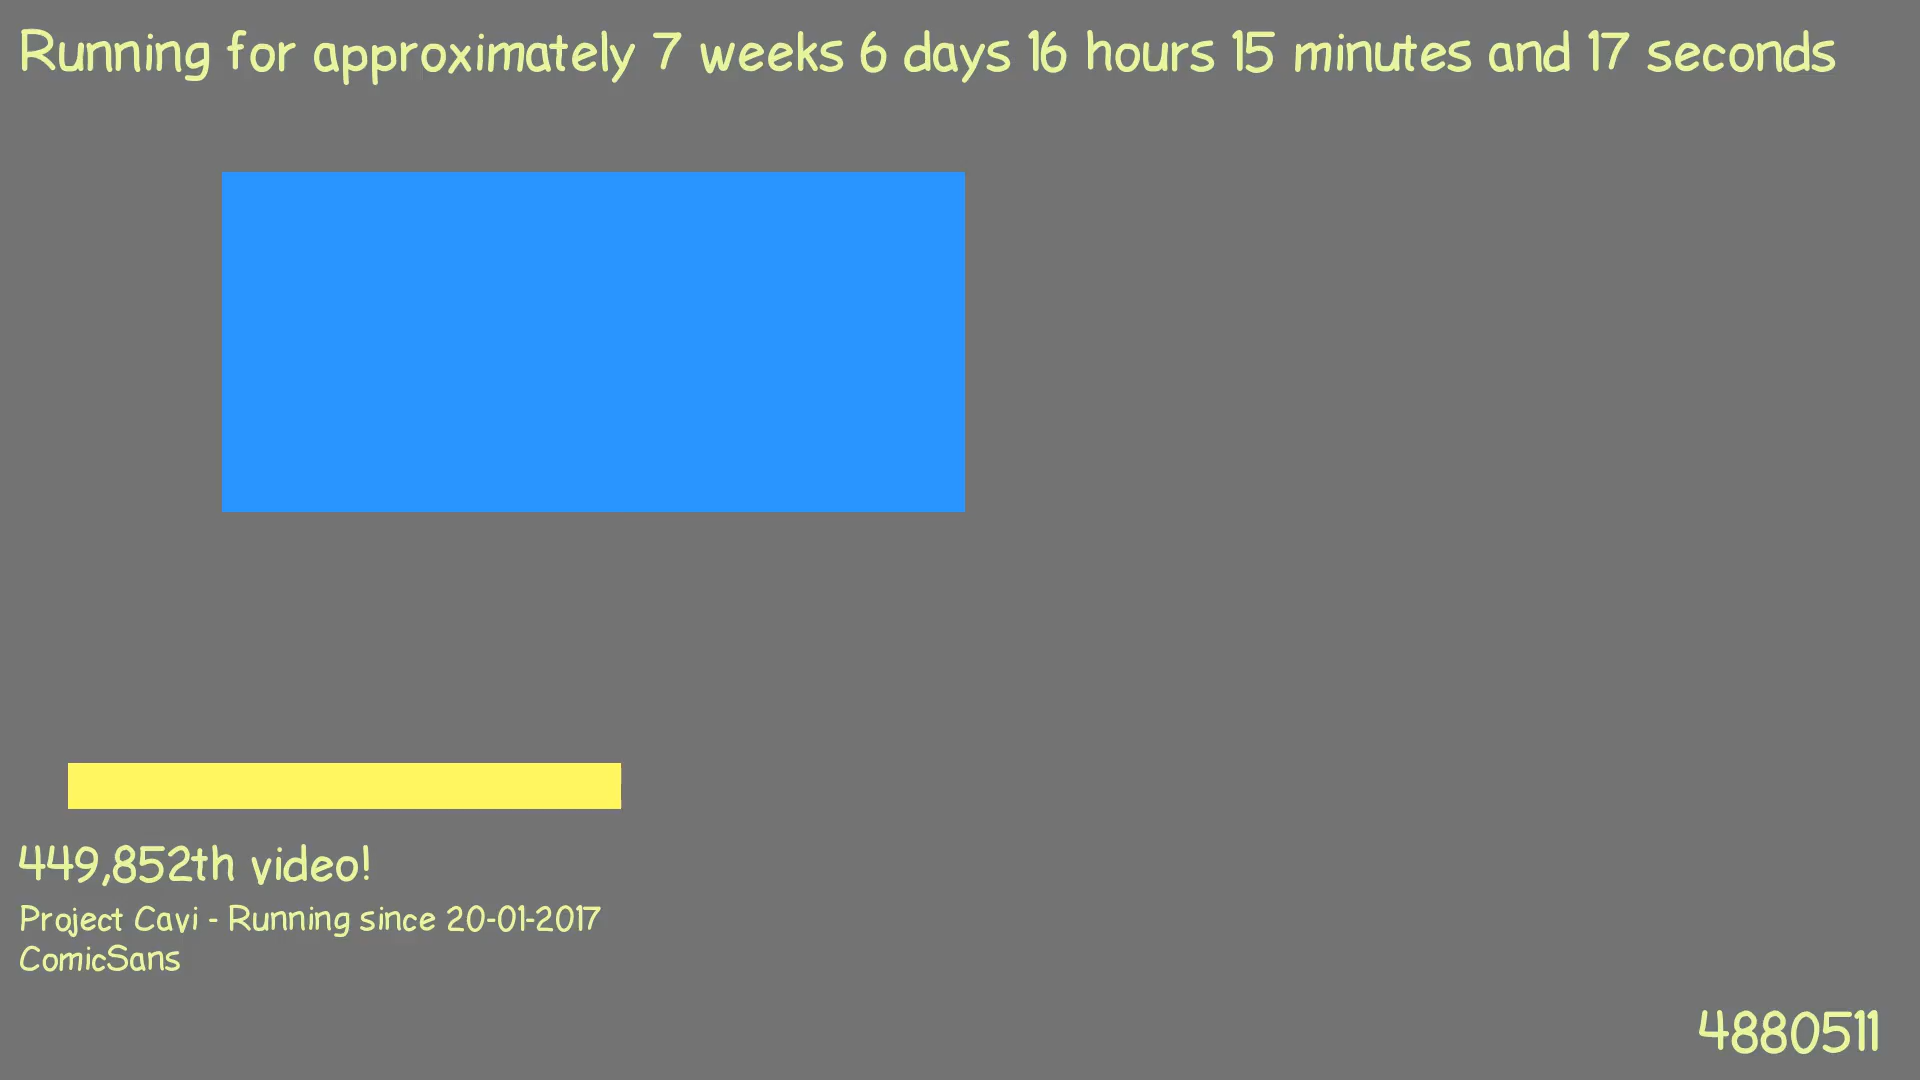 Running for approximately 7 weeks 6 days 16 hours 15 minutes and 17 seconds
449,852th video!
Project Cavi - Running since 20-01-2017
ComicSans
4880511